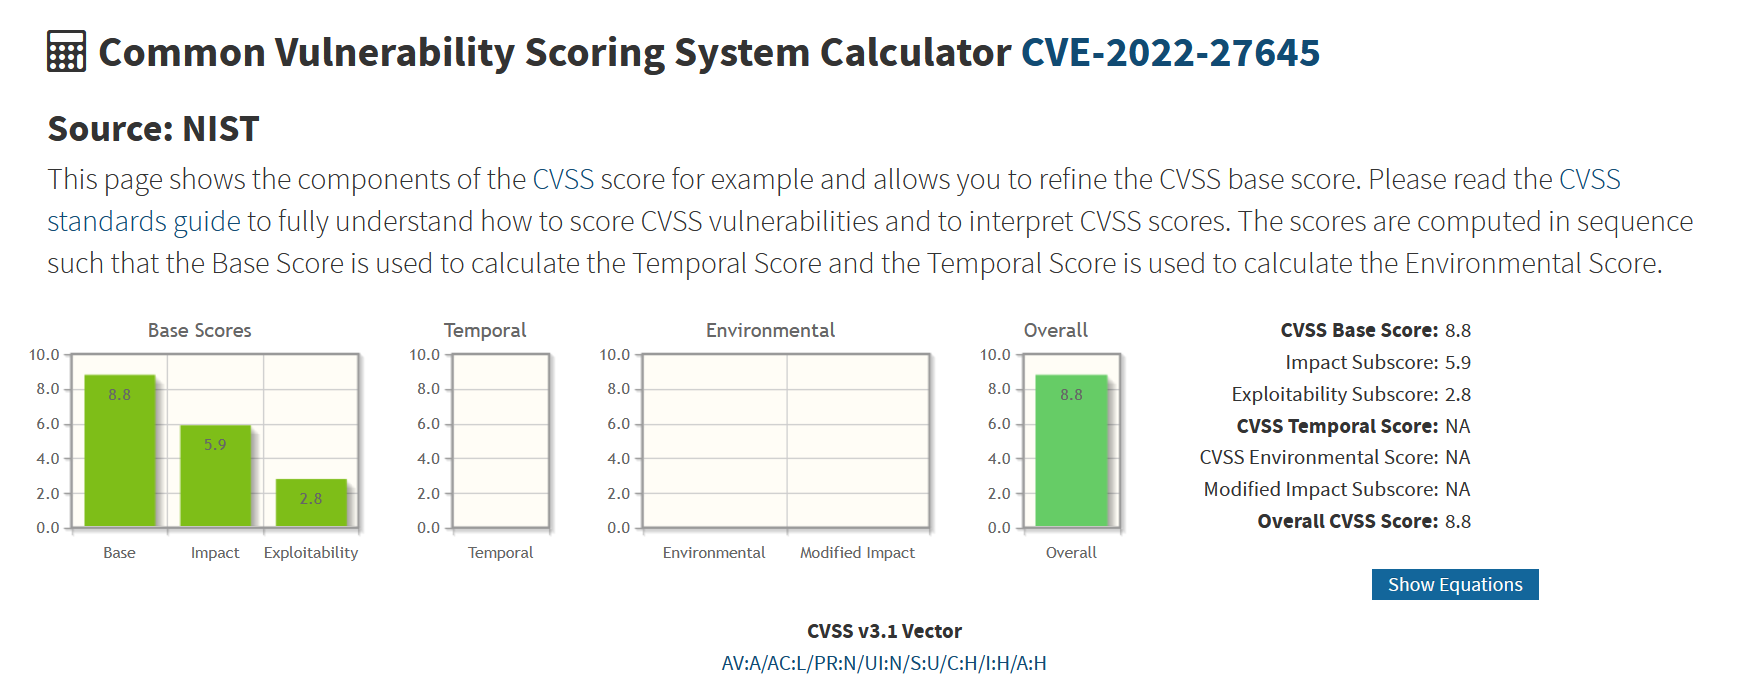 Common Vulnerability Scoring System Calculator CVE-2022-27645
Source: NIST
This page shows the components of the CVSS score for example and allows you to refine the CVSS base score. Please read the CVSS
standards guide to fully understand how to score CVSS vulnerabilities and to interpret CVSS scores. The scores are computed in sequence
such that the Base Score is used to calculate the Temporal Score and the Temporal Score is used to calculate the Environmental Score.
Base Scores
10.0
8.0
6.0
4.0
2.0
0.0
8.8
5.9
2.8
Base Impact Exploitability
Temporal
10.0
8.0
6.0
4.0
2.0
0.0
Temporal
Environmental
10.0
8.0
6.0
4.0
2.0
0.0
Environmental Modified Impact
Overall
10.0
8.0
6.0
4.0
2.0
0.0
8.8
Overall
CVSS Base Score: 8.8
Impact Subscore: 5.9
Exploitability Subscore: 2.8
CVSS Temporal Score: NA
CVSS Environmental Score: NA
Modified Impact Subscore: NA
Overall CVSS Score: 8.8
Show Equations
CVSS v3.1 Vector
AV:A/AC:L/PR:N/UI:N/S:U/C:H/I:H/A:H